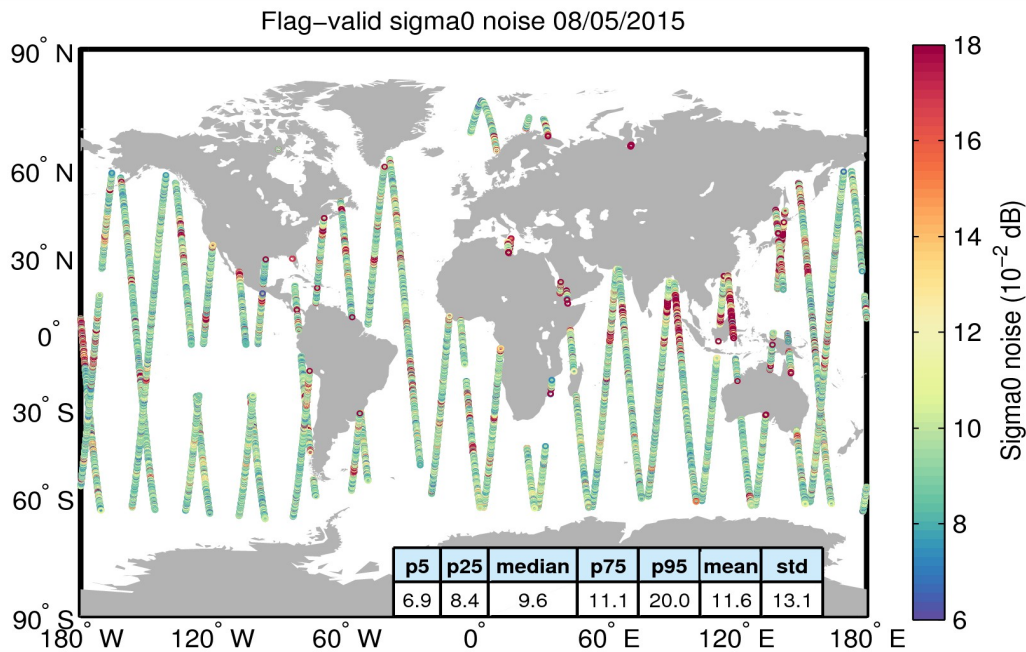 Flag−valid sigma0 noise 08/05/2015
90° N
60° N
30° N
0°
30° S
60° S
90° S
180° W
120° W
60° W
0°
60° E
120° E
180° E
p5 p25 median p75 p95 mean std
6.9 8.4 9.6 11.1 20.0 11.6 13.1
18
16
14
12
10
8
6
Sigma0 noise (10⁻² dB)